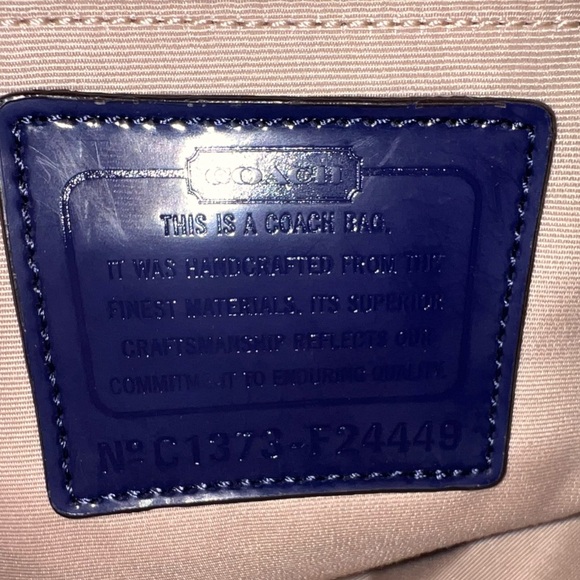 COACH
THIS IS A COACH BAG.
IT WAS HANDCRAFTED FROM THE
FINEST MATERIALS. ITS SUPERIOR
CRAFTSMANSHIP REFLECTS OUR
COMMITMENT TO ENDURING QUALITY.
Nº C1373-F24449